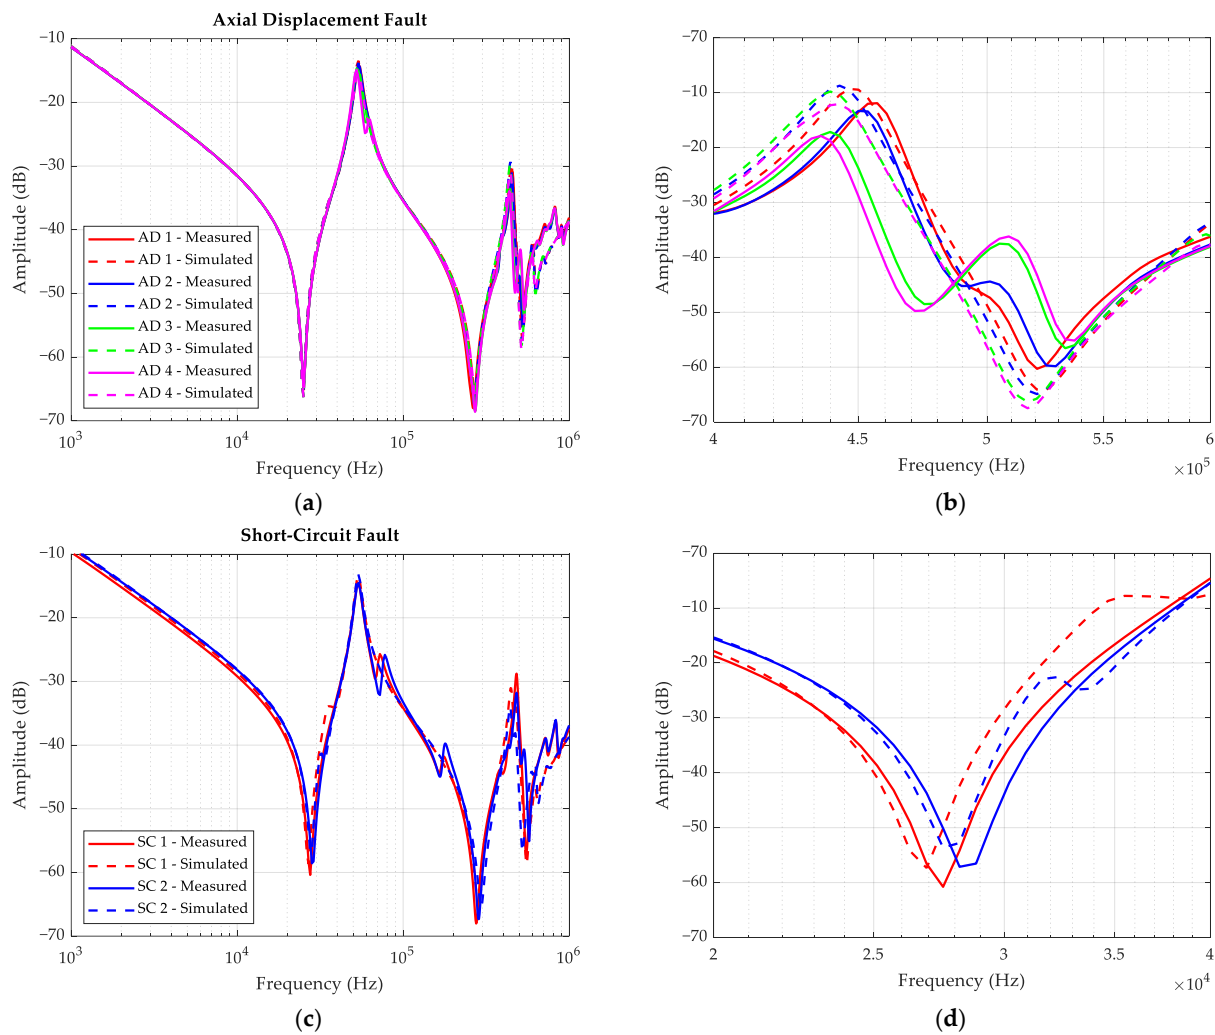 Axial Displacement Fault
−10
−20
−30
−40
−50
−60
−70
Amplitude (dB)
AD 1 - Measured
AD 1 - Simulated
AD 2 - Measured
AD 2 - Simulated
AD 3 - Measured
AD 3 - Simulated
AD 4 - Measured
AD 4 - Simulated
10³ 10⁴ 10⁵ 10⁶
Frequency (Hz)
(a)
−70
−10
−20
−30
−40
−50
−60
−70
Amplitude (dB)
4 4.5 5 5.5 6
Frequency (Hz)
×10⁵
(b)
Short-Circuit Fault
−10
−20
−30
−40
−50
−60
−70
Amplitude (dB)
SC 1 - Measured
SC 1 - Simulated
SC 2 - Measured
SC 2 - Simulated
10³ 10⁴ 10⁵ 10⁶
Frequency (Hz)
(c)
−70
−10
−20
−30
−40
−50
−60
−70
Amplitude (dB)
2 2.5 3 3.5 4
Frequency (Hz)
×10⁴
(d)